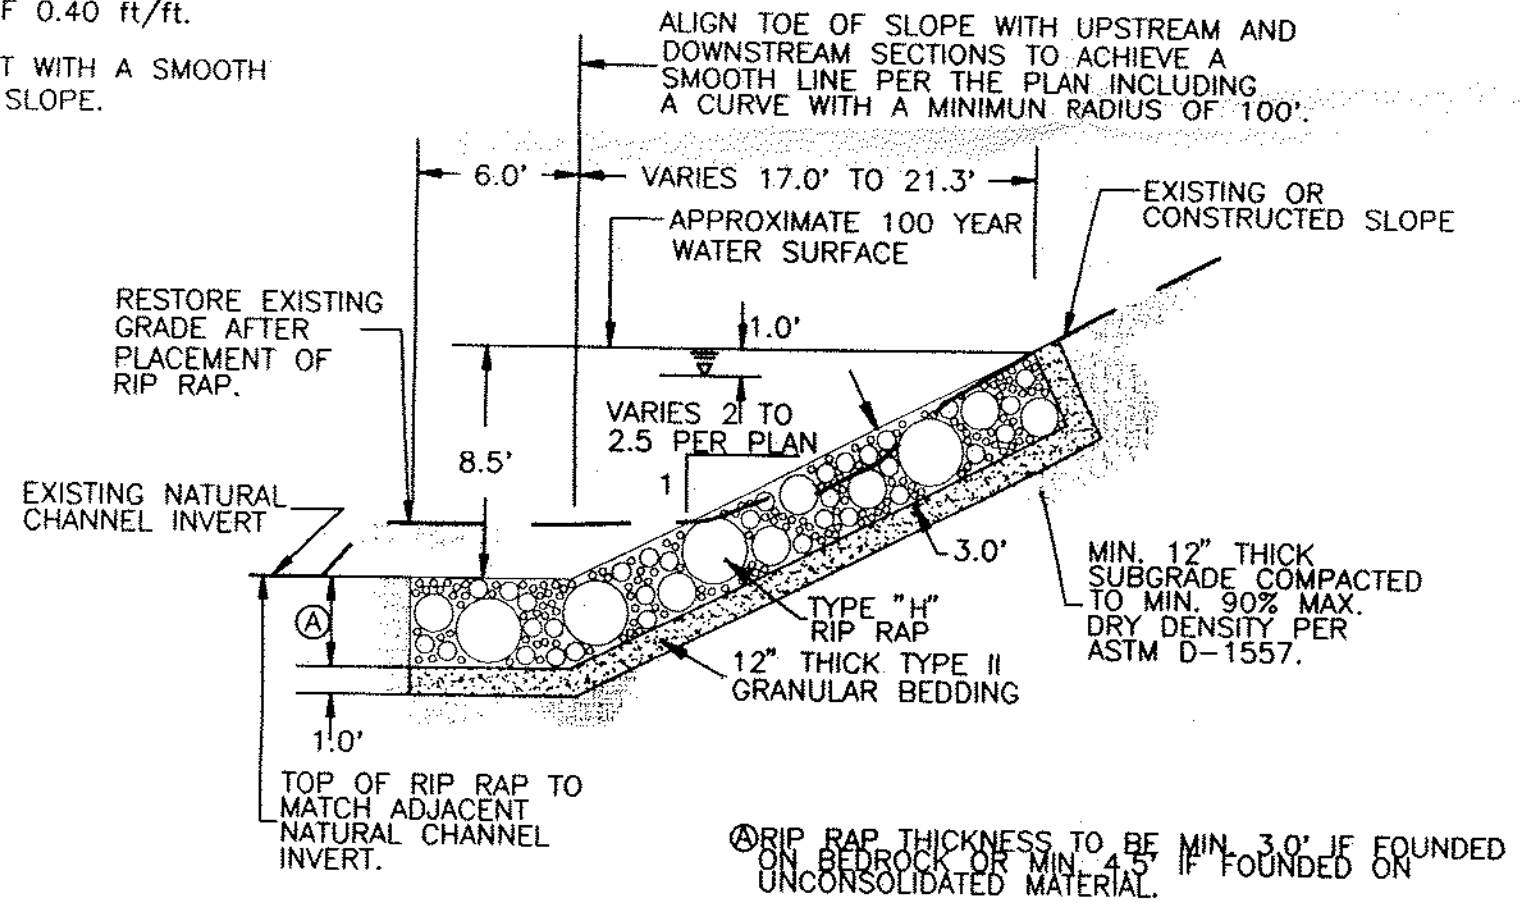 F 0.40 ft/ft.
T WITH A SMOOTH
SLOPE.
ALIGN TOE OF SLOPE WITH UPSTREAM AND
DOWNSTREAM SECTIONS TO ACHIEVE A
SMOOTH LINE PER THE PLAN INCLUDING
A CURVE WITH A MINIMUN RADIUS OF 100'.
6.0'
VARIES 17.0' TO 21.3'
EXISTING OR
CONSTRUCTED SLOPE
APPROXIMATE 100 YEAR
WATER SURFACE
RESTORE EXISTING
GRADE AFTER
PLACEMENT OF
RIP RAP.
1.0'
VARIES 2 TO
2.5 PER PLAN
1
8.5'
EXISTING NATURAL
CHANNEL INVERT
3.0'
MIN. 12" THICK
SUBGRADE COMPACTED
TO MIN. 90% MAX.
DRY DENSITY PER
ASTM D-1557.
A
TYPE "H"
RIP RAP
12" THICK TYPE II
GRANULAR BEDDING
1.0'
TOP OF RIP RAP TO
MATCH ADJACENT
NATURAL CHANNEL
INVERT.
A RIP RAP THICKNESS TO BE MIN. 3.0' IF FOUNDED
ON BEDROCK OR MIN. 4.5' IF FOUNDED ON
UNCONSOLIDATED MATERIAL.